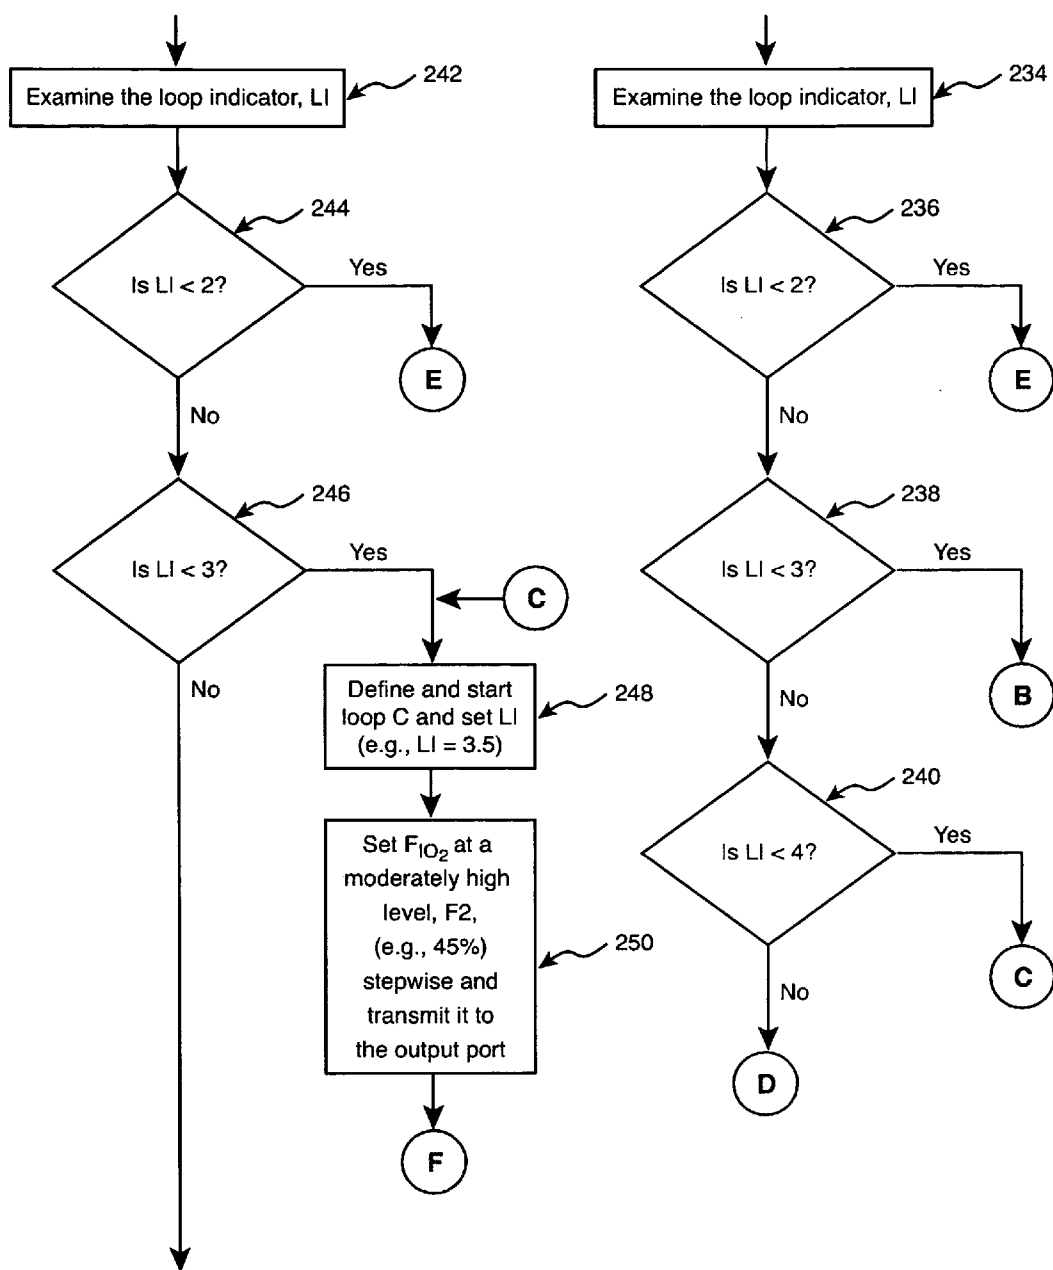 Examine the loop indicator, LI
242
Is LI < 2?
244
Yes
E
No
Is LI < 3?
246
Yes
C
No
Define and start
loop C and set LI
(e.g., LI = 3.5)
248
Set FIO2 at a
moderately high
level, F2,
(e.g., 45%)
stepwise and
transmit it to
the output port
250
F
Examine the loop indicator, LI
234
Is LI < 2?
236
Yes
E
No
Is LI < 3?
238
Yes
B
No
Is LI < 4?
240
Yes
C
No
D